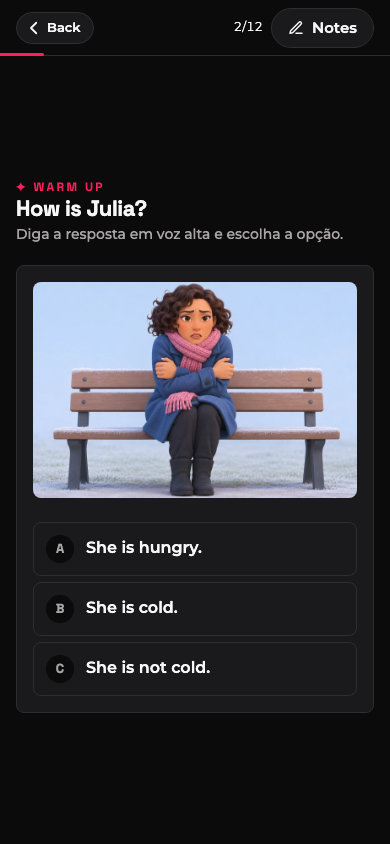 Back
2/12
Notes
WARM UP
How is Julia?
Diga a resposta em voz alta e escolha a opção.
A She is hungry.
B She is cold.
C She is not cold.